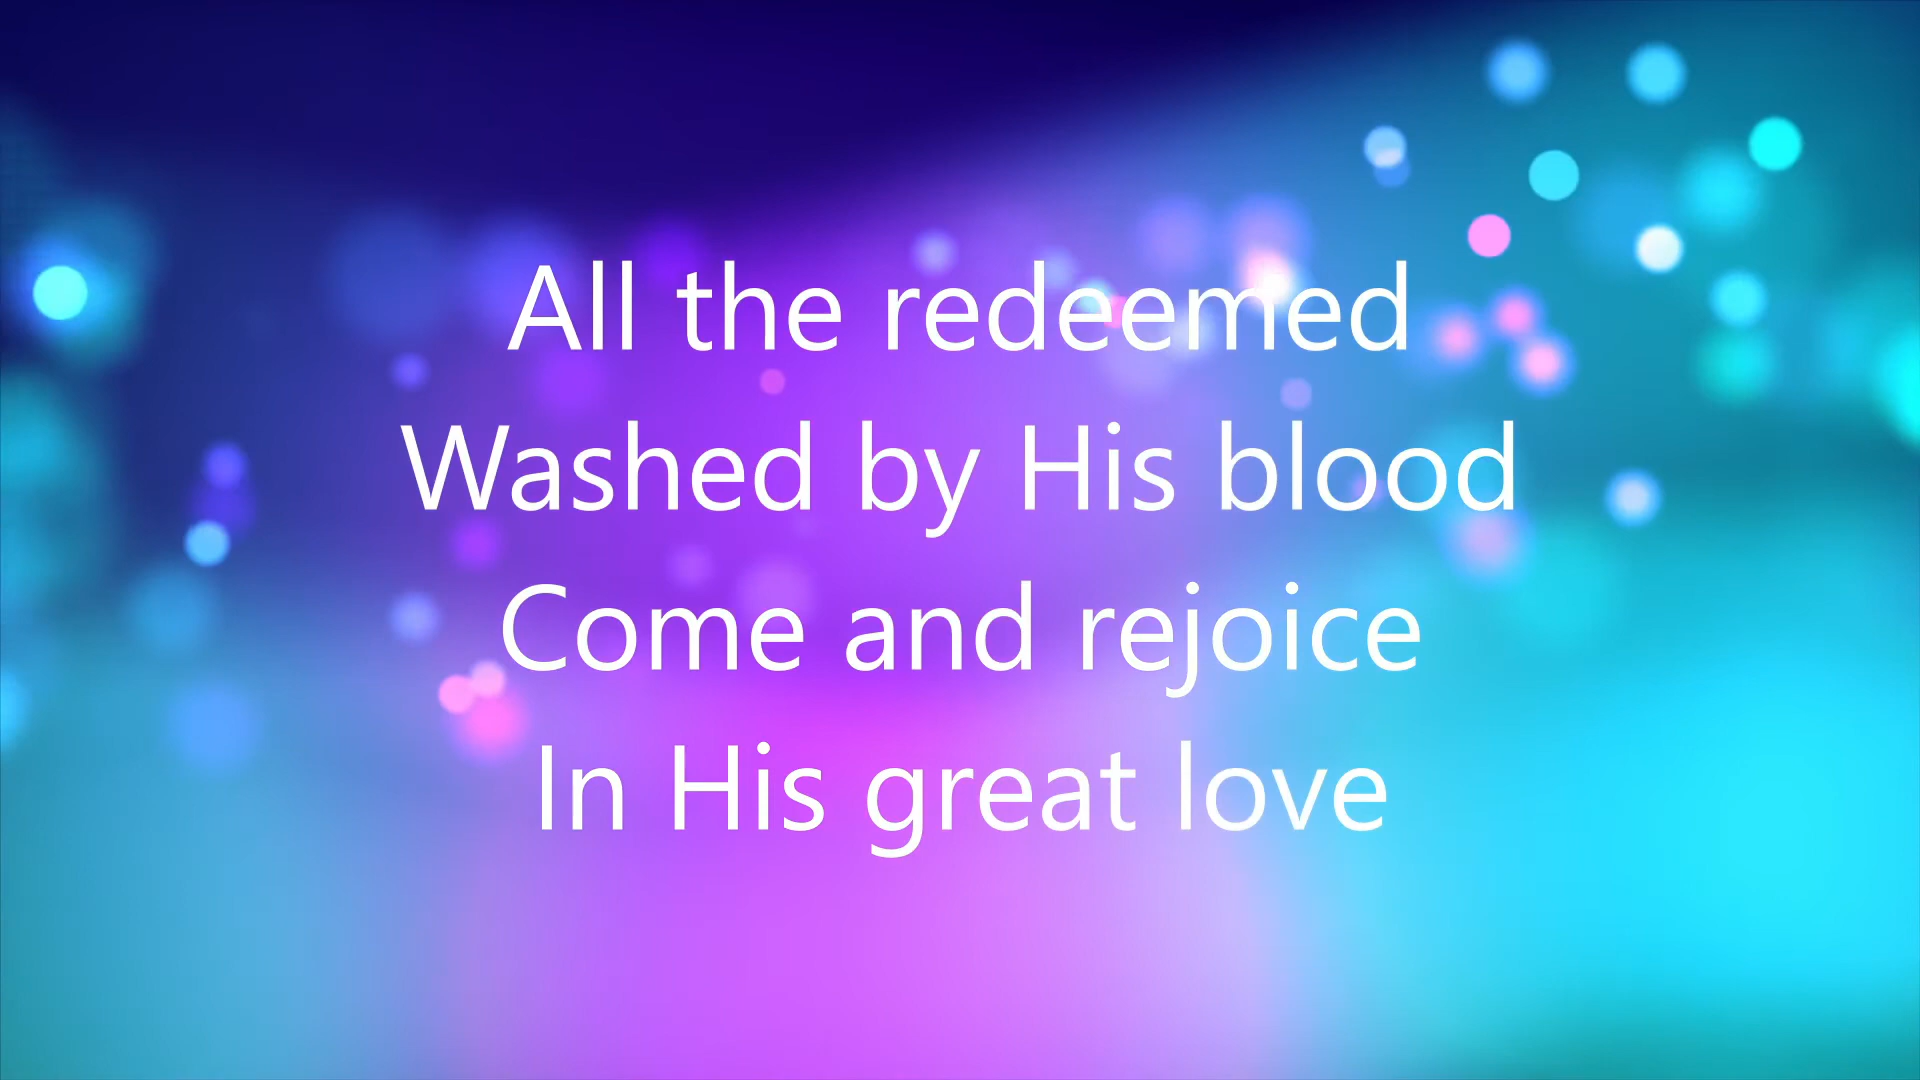 All the redeemed
Washed by His blood
Come and rejoice
In His great love